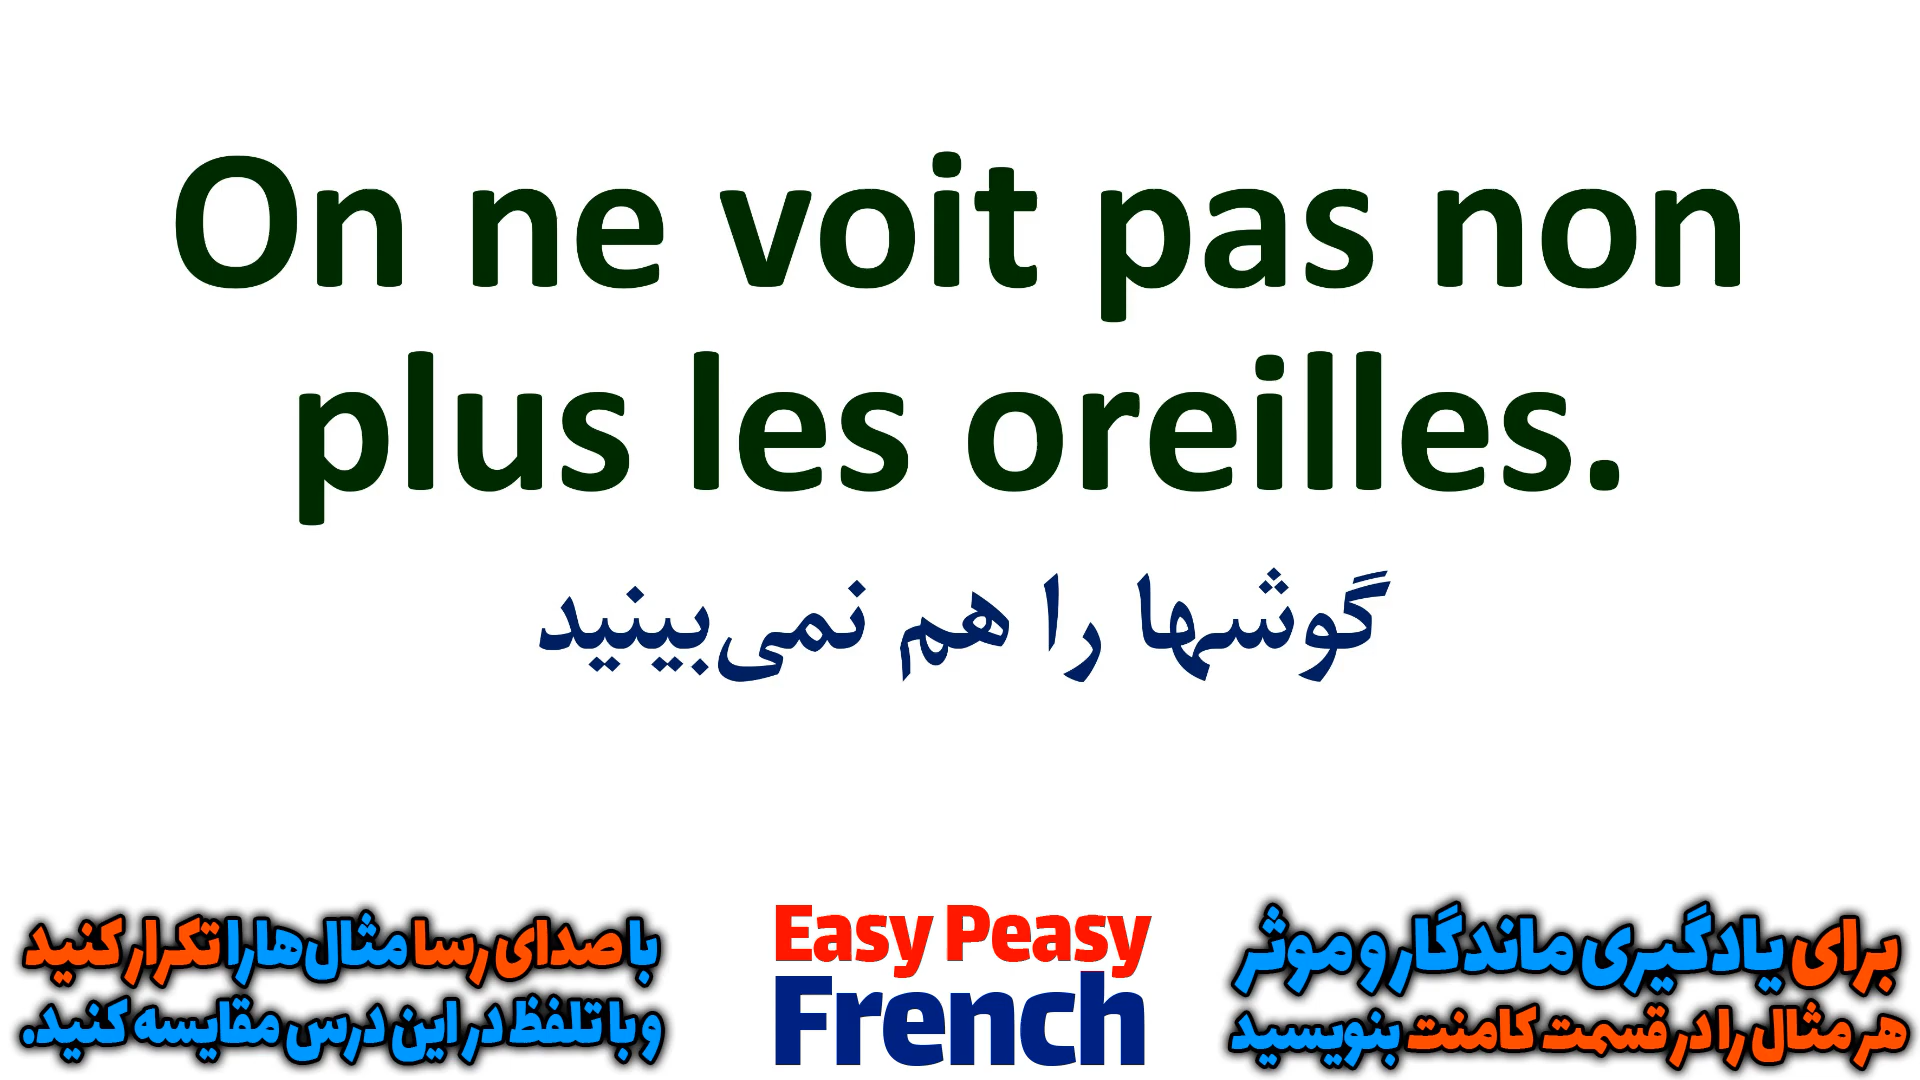 On ne voit pas non
plus les oreilles.
گوشها را هم نمی‌بینید
برای یادگیری ماندگار و موثر
هر مثال را در قسمت کامنت بنویسید
Easy Peasy
French
با صدای رسا مثال‌ها را تکرار کنید
و با تلفظ در این درس مقایسه کنید.